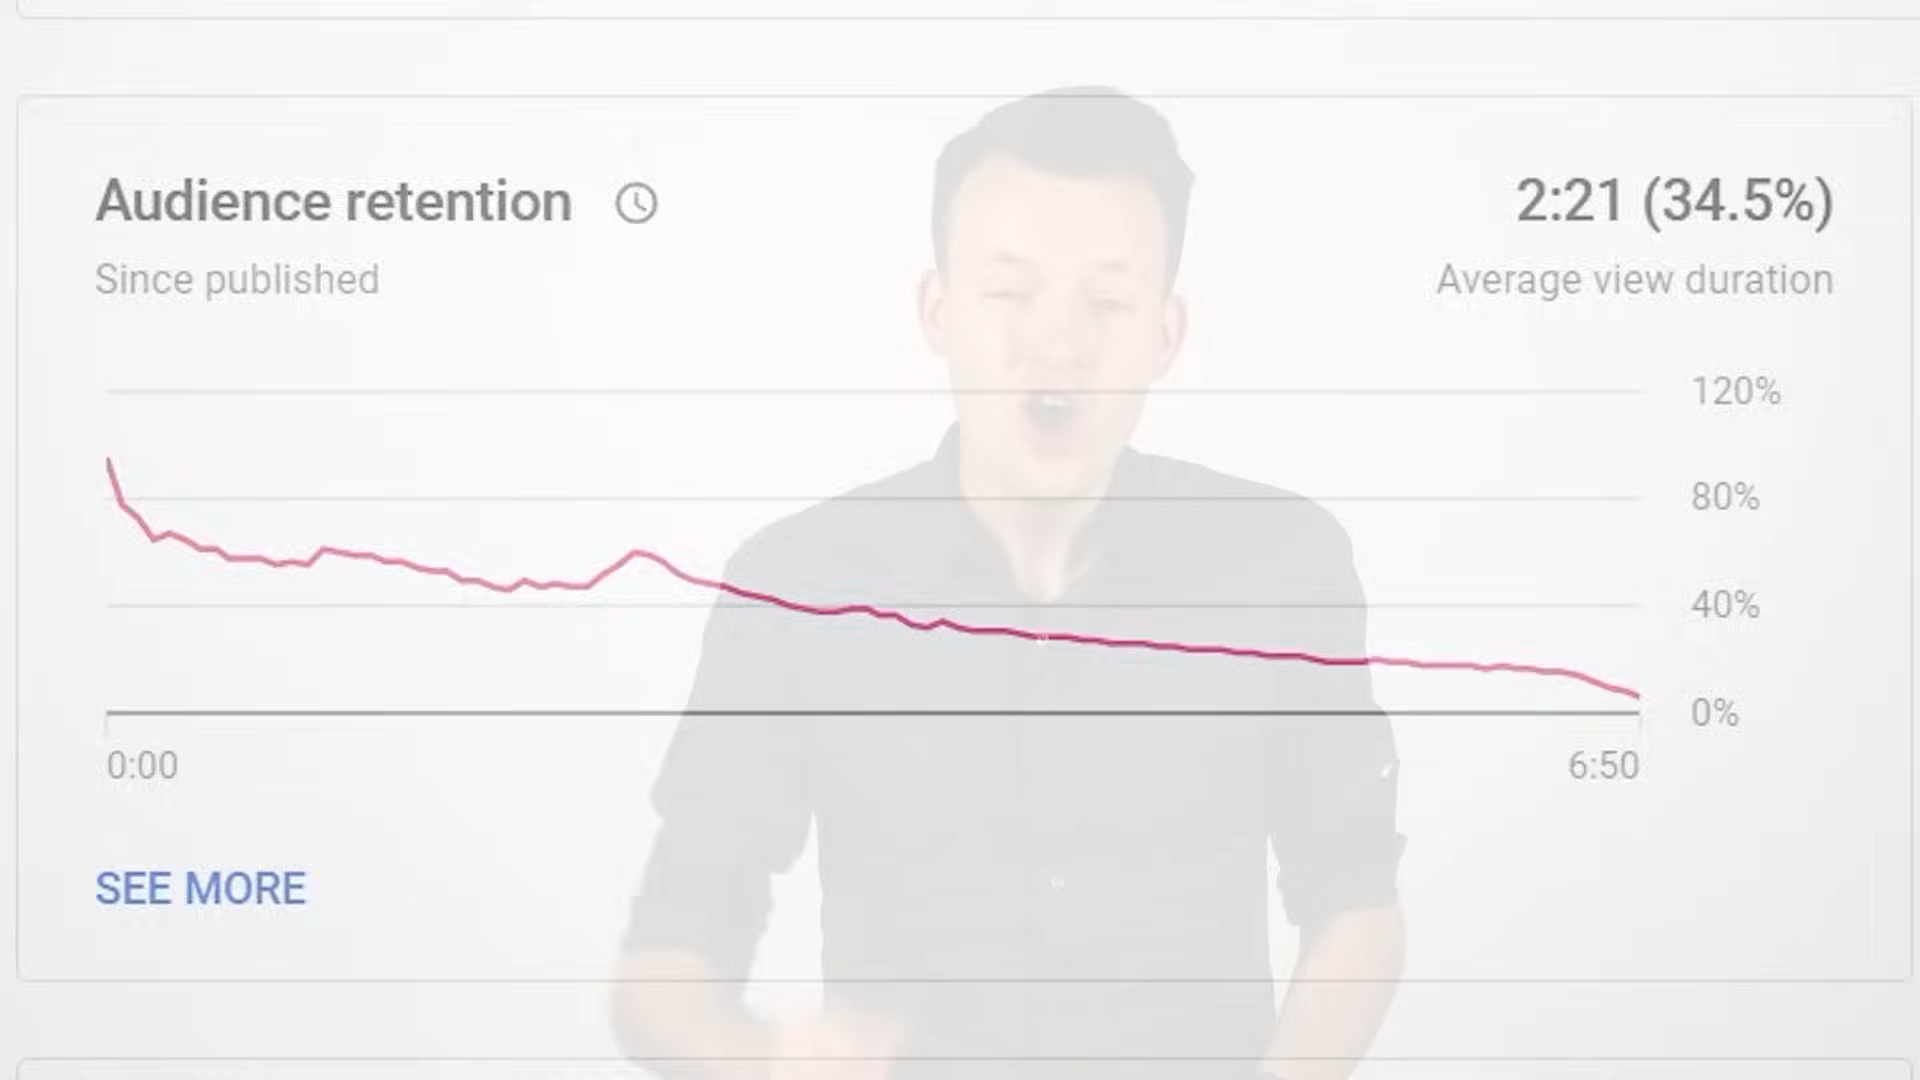 Audience retention
2:21 (34.5%)
Since published
Average view duration
120%
80%
40%
0%
0:00
6:50
SEE MORE